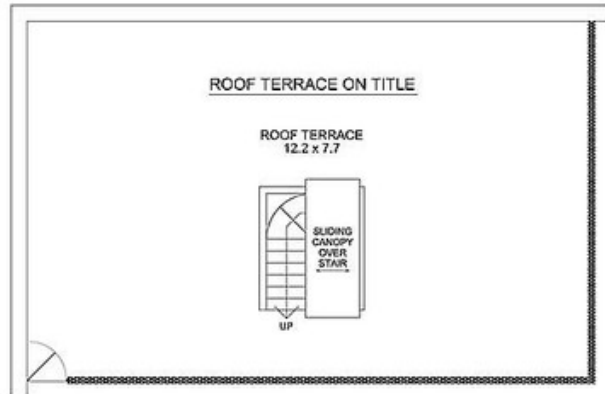 ROOF TERRACE ON TITLE
ROOF TERRACE
12.2 x 7.7
SLIDING
CANOPY
OVER
STAIR
UP